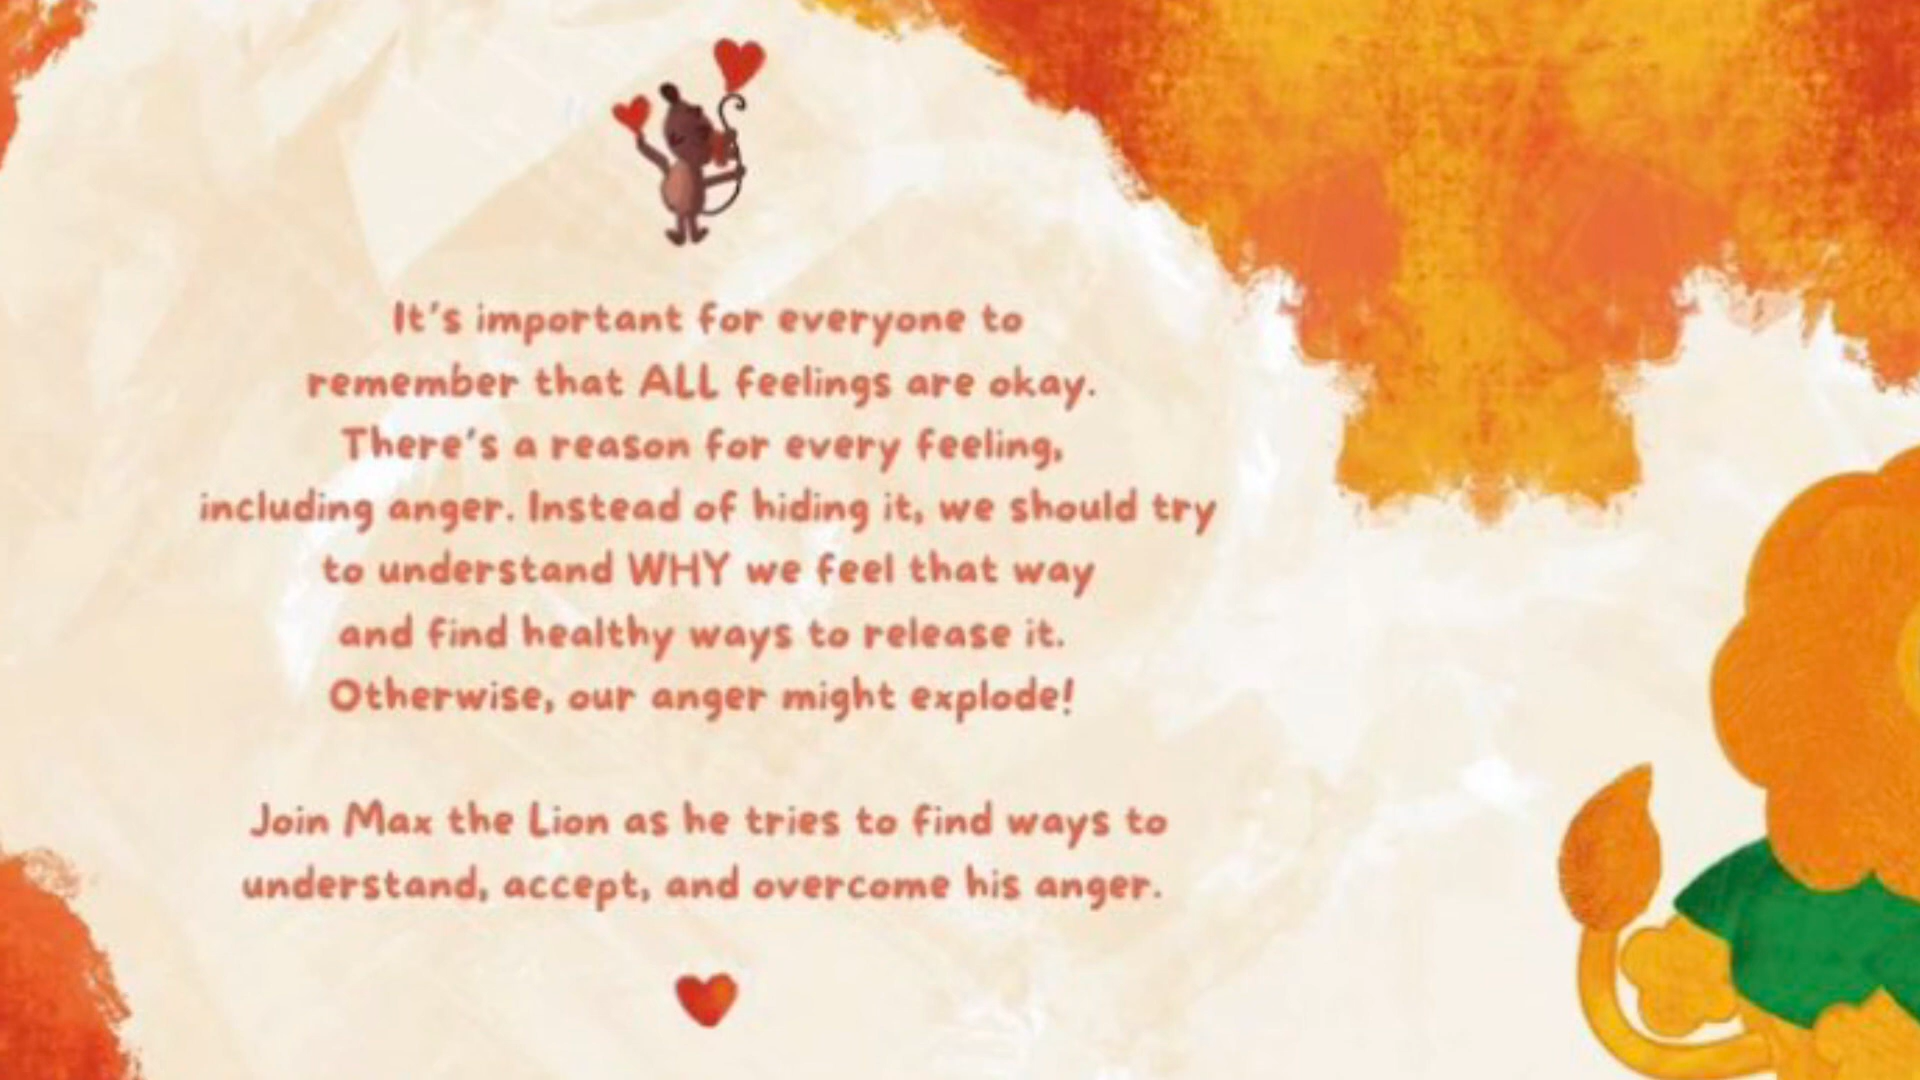 It's important for everyone to
remember that ALL feelings are okay.
There's a reason for every feeling,
including anger. Instead of hiding it, we should try
to understand WHY we feel that way
and find healthy ways to release it.
Otherwise, our anger might explode!
Join Max the Lion as he tries to find ways to
understand, accept, and overcome his anger.